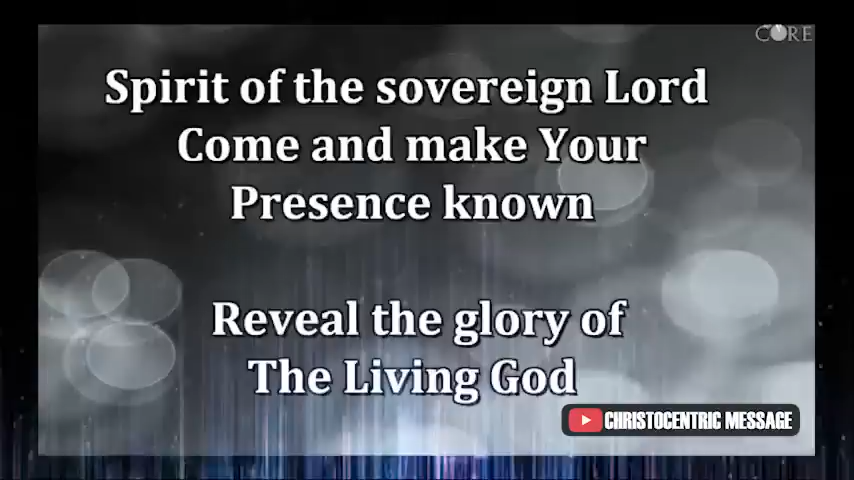 CORE
Spirit of the sovereign Lord
Come and make Your
Presence known
Reveal the glory of
The Living God
CHRISTOCENTRIC MESSAGE